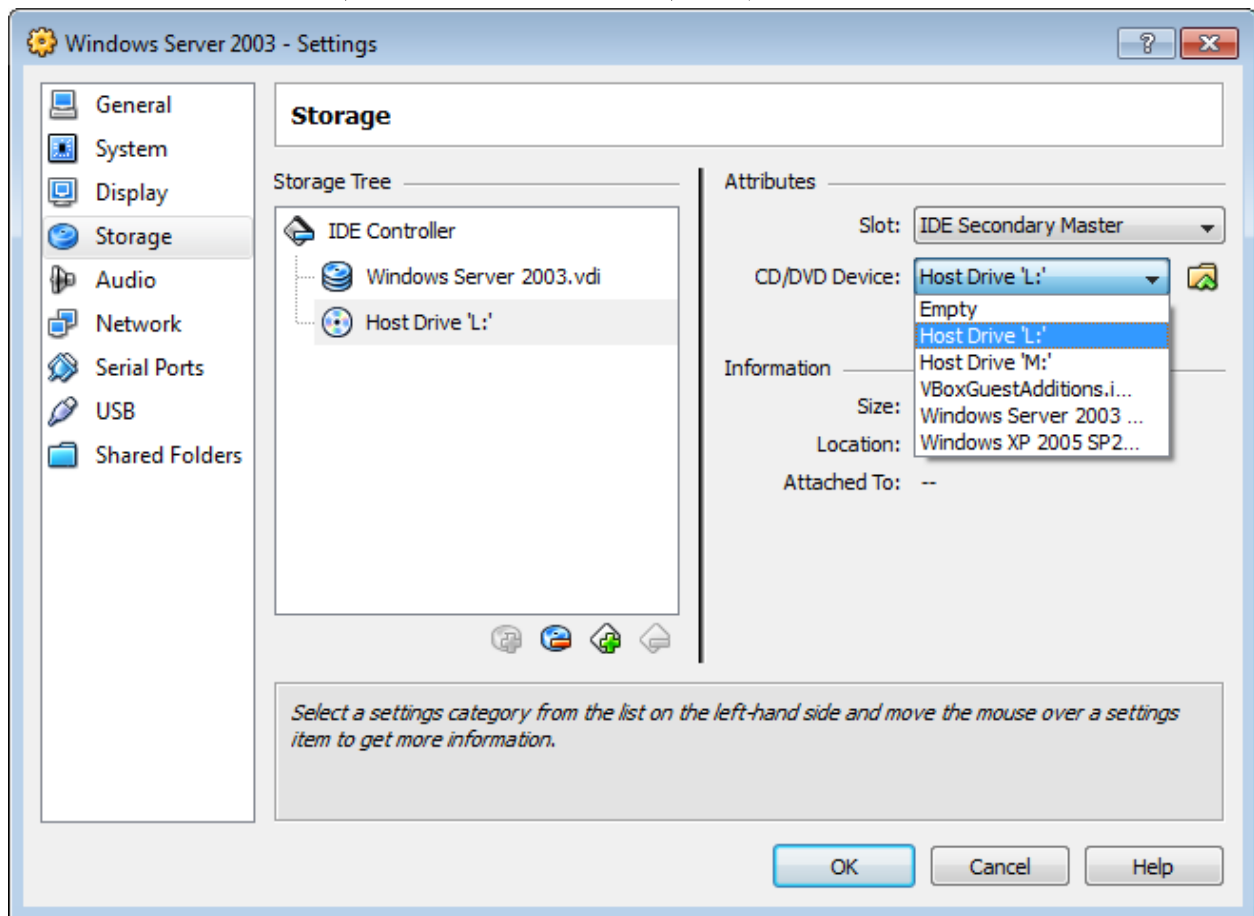 Windows Server 2003 - Settings
General
System
Display
Storage
Audio
Network
Serial Ports
USB
Shared Folders
Storage
Storage Tree
IDE Controller
Windows Server 2003.vdi
Host Drive 'L:'
Attributes
Slot: IDE Secondary Master
CD/DVD Device: Host Drive 'L:'
Empty
Host Drive 'L:'
Host Drive 'M:'
VBoxGuestAdditions.i...
Windows Server 2003 ...
Windows XP 2005 SP2...
Information
Size:
Location:
Attached To: --
Select a settings category from the list on the left-hand side and move the mouse over a settings
item to get more information.
OK Cancel Help